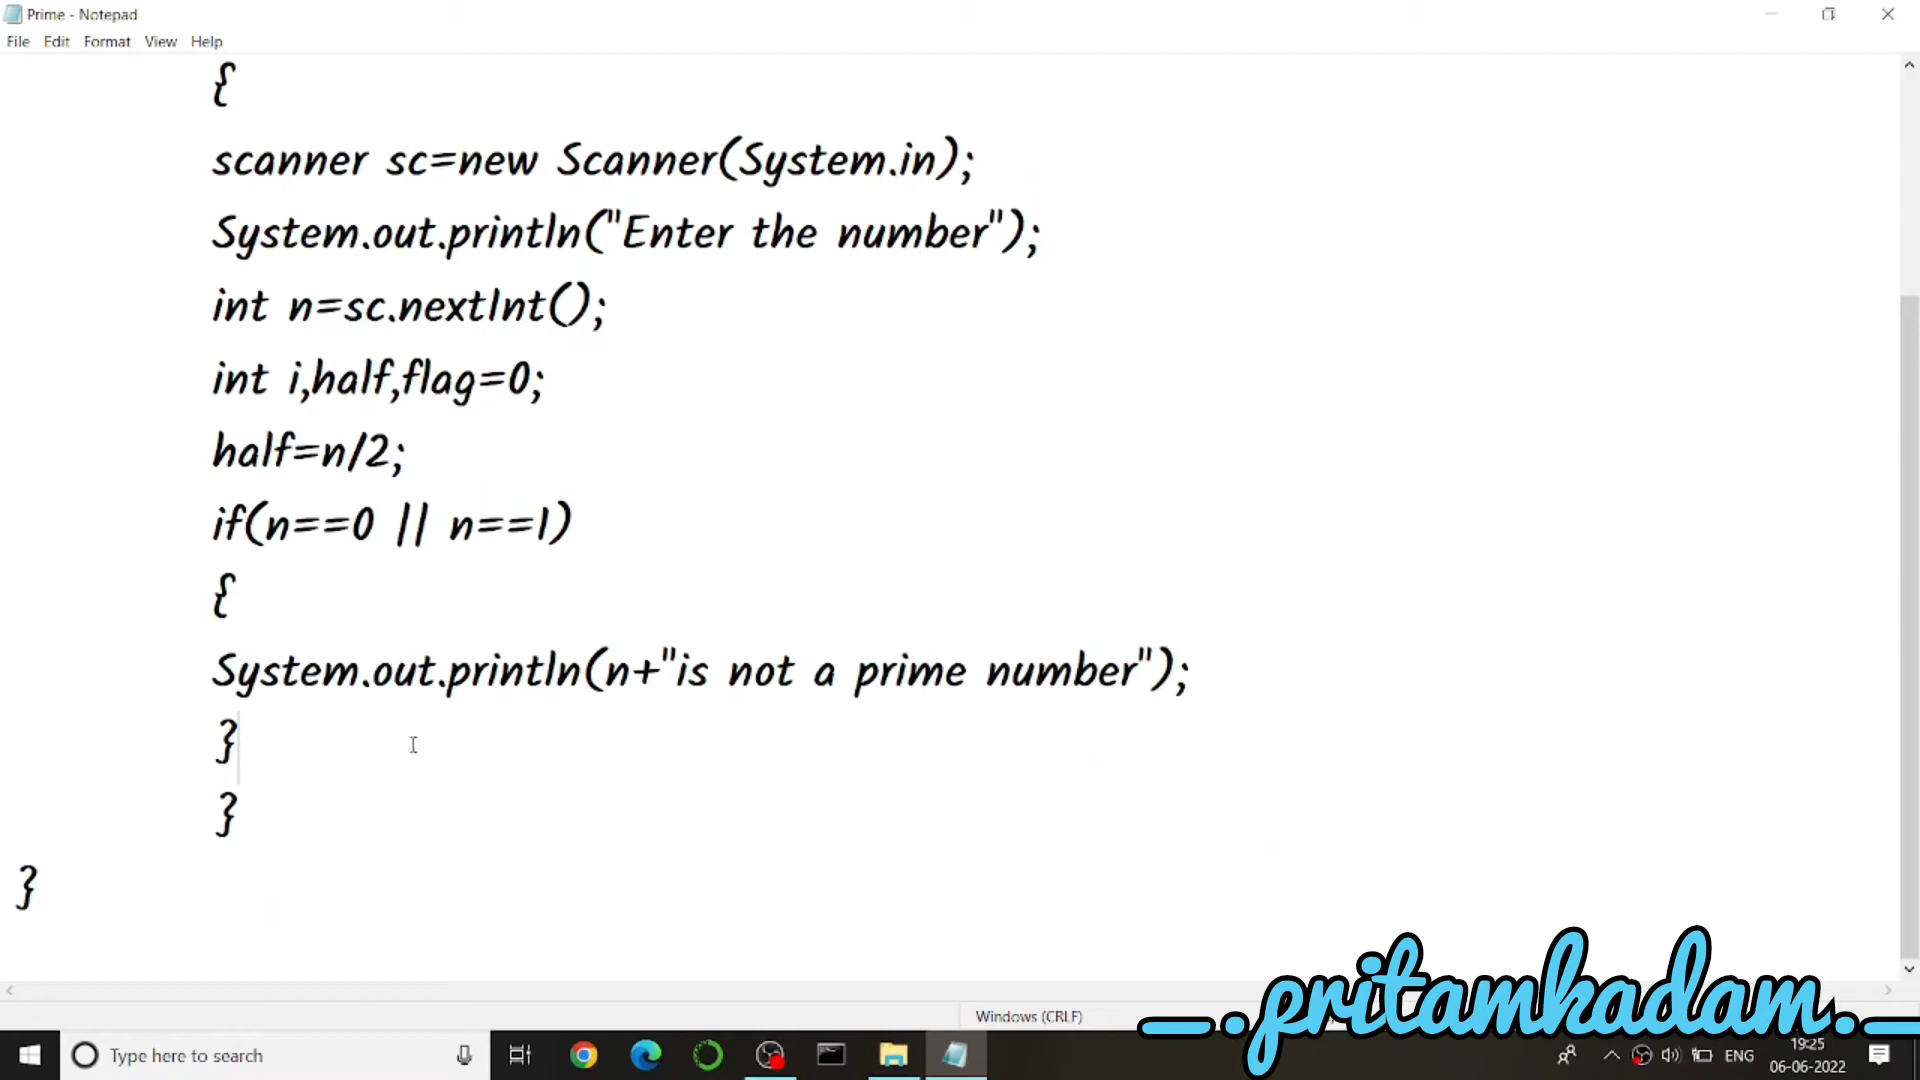 Prime - Notepad
File Edit Format View Help
{
scanner sc=new Scanner(System.in);
System.out.println("Enter the number");
int n=sc.nextInt();
int i,half,flag=0;
half=n/2;
if(n==0 || n==1)
{
System.out.println(n+"is not a prime number");
}
}
}
Windows (CRLF)
_.pritamkadam._
Type here to search
ENG
19:25
06-06-2022